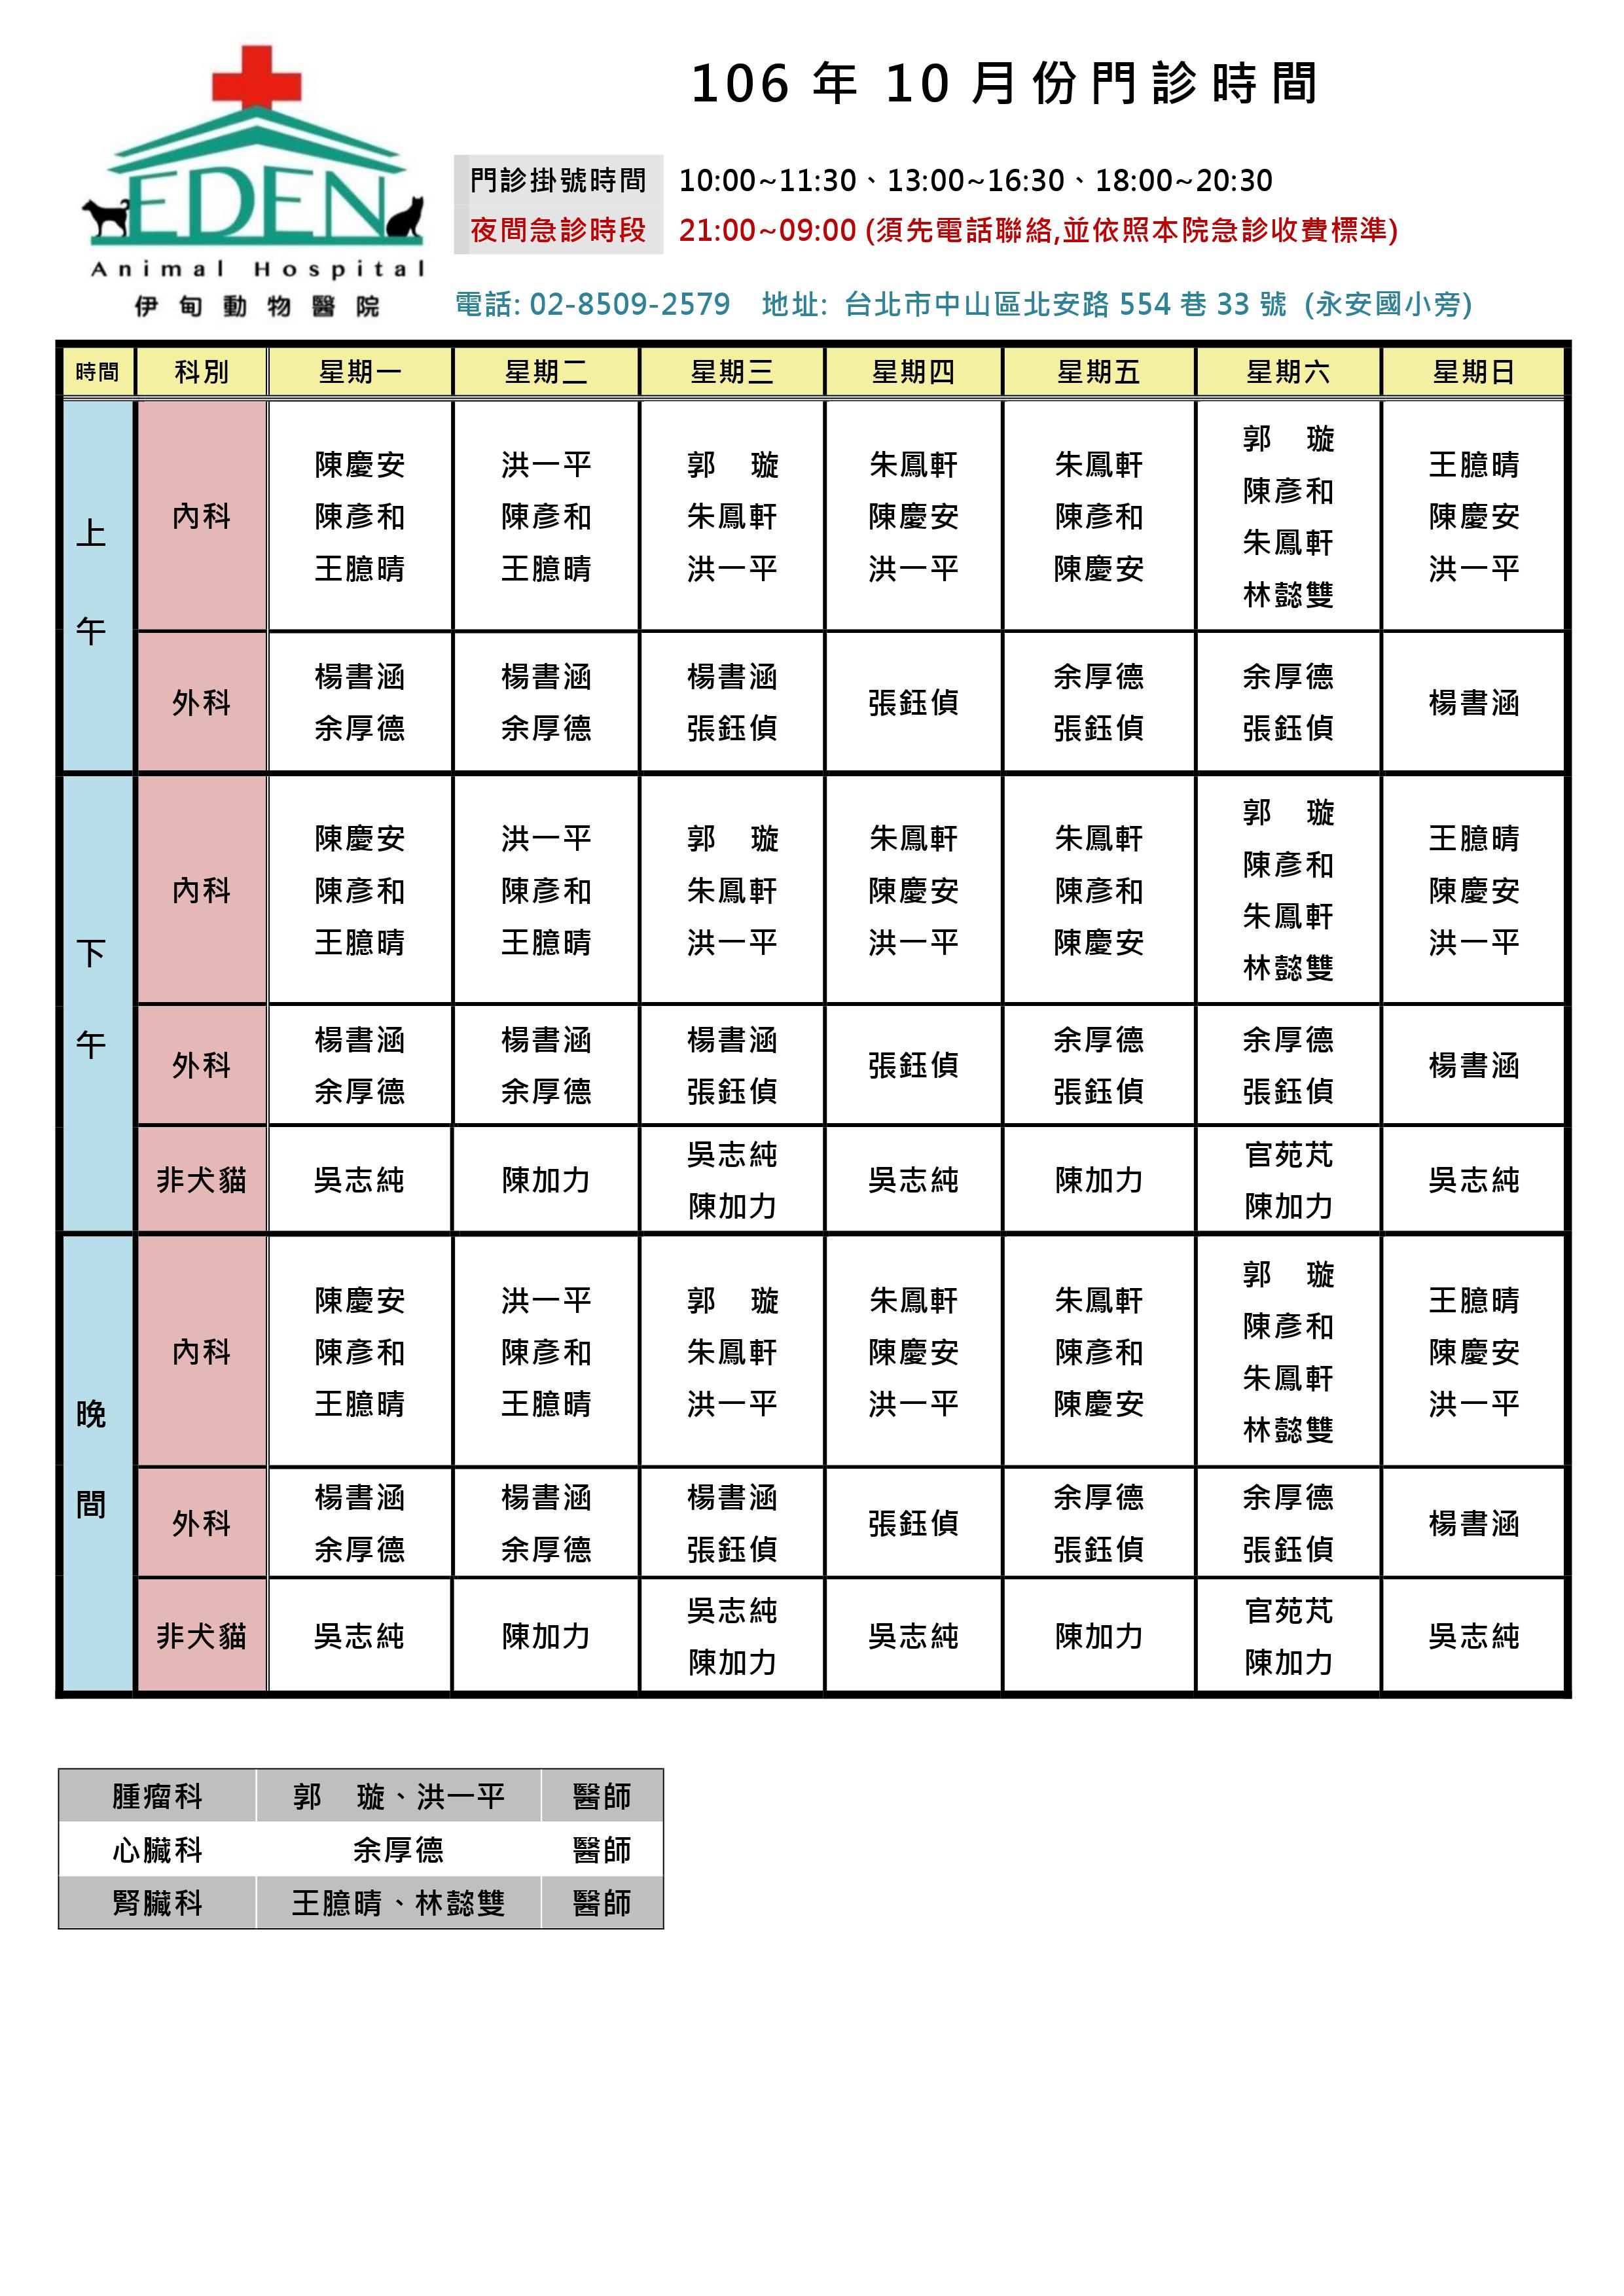 106 年 10 月份門診時間
EDEN
Animal Hospital
伊甸動物醫院
門診掛號時間 10:00~11:30、13:00~16:30、18:00~20:30
夜間急診時段 21:00~09:00 (須先電話聯絡,並依照本院急診收費標準)
電話: 02-8509-2579 地址: 台北市中山區北安路 554 巷 33 號 (永安國小旁)
時間 科別 星期一 星期二 星期三 星期四 星期五 星期六 星期日
上午
內科
陳慶安 陳彥和 王臆晴
洪一平 陳彥和 王臆晴
郭 璇 朱鳳軒 洪一平
朱鳳軒 陳慶安 洪一平
朱鳳軒 陳彥和 陳慶安
郭 璇 陳彥和 朱鳳軒 林懿雙
王臆晴 陳慶安 洪一平
外科
楊書涵 余厚德
楊書涵 余厚德
楊書涵 張鈺偵
張鈺偵
余厚德 張鈺偵
余厚德 張鈺偵
楊書涵
下午
內科
陳慶安 陳彥和 王臆晴
洪一平 陳彥和 王臆晴
郭 璇 朱鳳軒 洪一平
朱鳳軒 陳慶安 洪一平
朱鳳軒 陳彥和 陳慶安
郭 璇 陳彥和 朱鳳軒 林懿雙
王臆晴 陳慶安 洪一平
外科
楊書涵 余厚德
楊書涵 余厚德
楊書涵 張鈺偵
張鈺偵
余厚德 張鈺偵
余厚德 張鈺偵
楊書涵
非犬貓
吳志純
陳加力
吳志純 陳加力
吳志純
陳加力
官苑芃 陳加力
吳志純
晚間
內科
陳慶安 陳彥和 王臆晴
洪一平 陳彥和 王臆晴
郭 璇 朱鳳軒 洪一平
朱鳳軒 陳慶安 洪一平
朱鳳軒 陳彥和 陳慶安
郭 璇 陳彥和 朱鳳軒 林懿雙
王臆晴 陳慶安 洪一平
外科
楊書涵 余厚德
楊書涵 余厚德
楊書涵 張鈺偵
張鈺偵
余厚德 張鈺偵
余厚德 張鈺偵
楊書涵
非犬貓
吳志純
陳加力
吳志純 陳加力
吳志純
陳加力
官苑芃 陳加力
吳志純
腫瘤科 郭 璇、洪一平 醫師
心臟科 余厚德 醫師
腎臟科 王臆晴、林懿雙 醫師